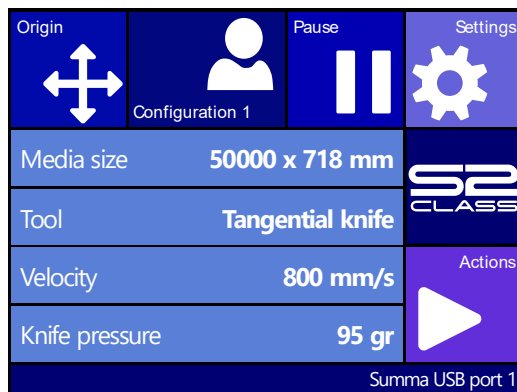 Origin
Configuration 1
Pause
Settings
Media size 50000 x 718 mm
S2
CLASS
Tool Tangential knife
Velocity 800 mm/s
Actions
Knife pressure 95 gr
Summa USB port 1